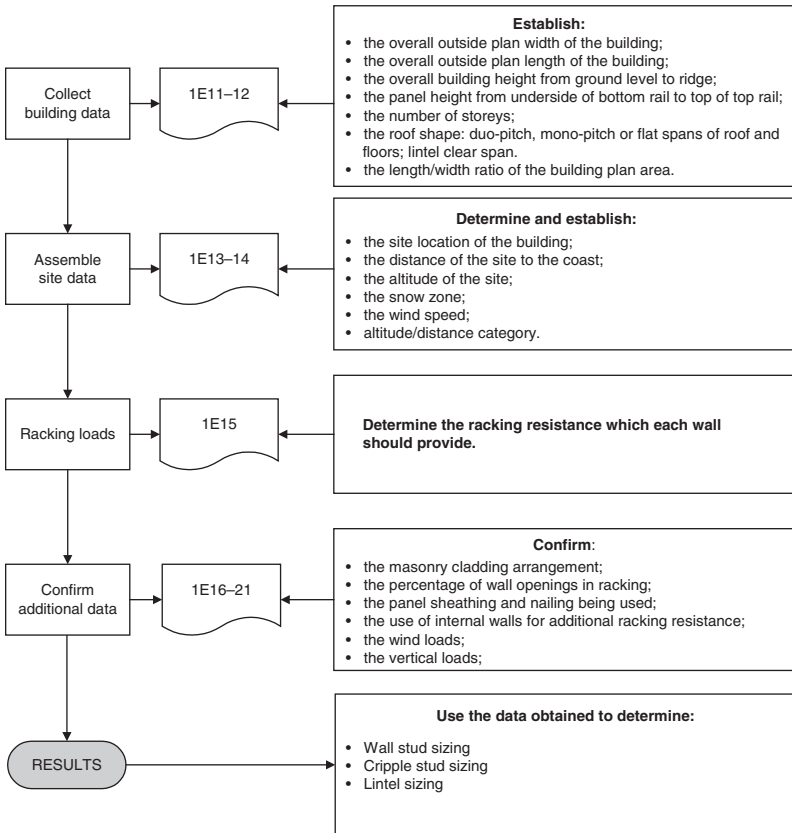 Collect
building data
1E11–12
Establish:
• the overall outside plan width of the building;
• the overall outside plan length of the building;
• the overall building height from ground level to ridge;
• the panel height from underside of bottom rail to top of top rail;
• the number of storeys;
• the roof shape: duo-pitch, mono-pitch or flat spans of roof and
floors; lintel clear span.
• the length/width ratio of the building plan area.
Assemble
site data
1E13–14
Determine and establish:
• the site location of the building;
• the distance of the site to the coast;
• the altitude of the site;
• the snow zone;
• the wind speed;
• altitude/distance category.
Racking loads
1E15
Determine the racking resistance which each wall
should provide.
Confirm
additional data
1E16–21
Confirm:
• the masonry cladding arrangement;
• the percentage of wall openings in racking;
• the panel sheathing and nailing being used;
• the use of internal walls for additional racking resistance;
• the wind loads;
• the vertical loads;
RESULTS
Use the data obtained to determine:
• Wall stud sizing
• Cripple stud sizing
• Lintel sizing